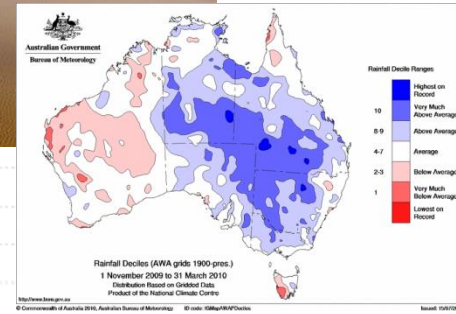 Australian Government
Bureau of Meteorology
Rainfall Decile Ranges
Highest on
Record
10
Very Much
Above Average
8-9
Above Average
4-7
Average
2-3
Below Average
1
Very Much
Below Average
Lowest on
Record
Rainfall Deciles (AWA grids 1900-pres.)
1 November 2009 to 31 March 2010
Distribution Based on Gridded Data
Product of the National Climate Centre
http://www.bom.gov.au
© Commonwealth of Australia 2010, Australian Bureau of Meteorology
ID code:
Issued: